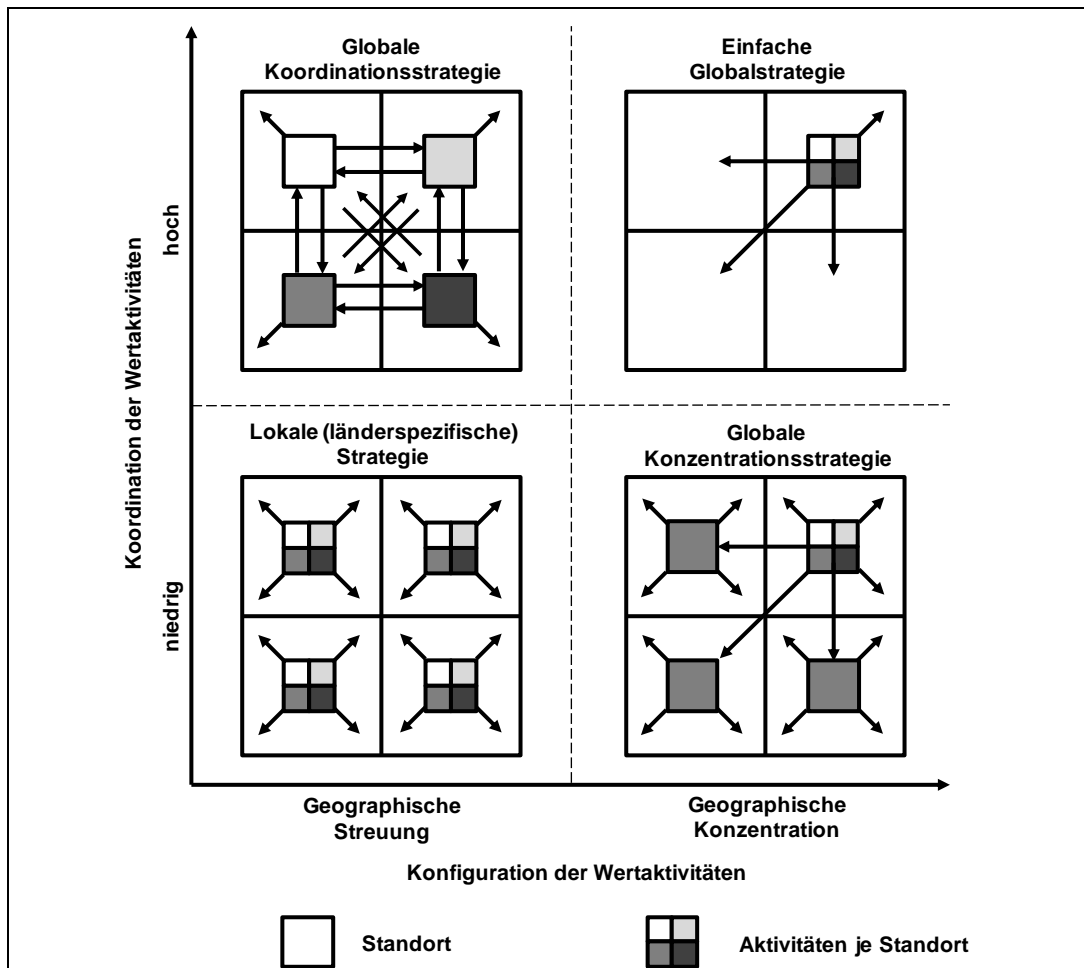 Globale
Koordinationsstrategie
Einfache
Globalstrategie
Koordination der Wertaktivitäten
hoch
niedrig
Lokale (länderspezifische)
Strategie
Globale
Konzentrationsstrategie
Geographische
Streuung
Geographische
Konzentration
Konfiguration der Wertaktivitäten
Standort
Aktivitäten je Standort